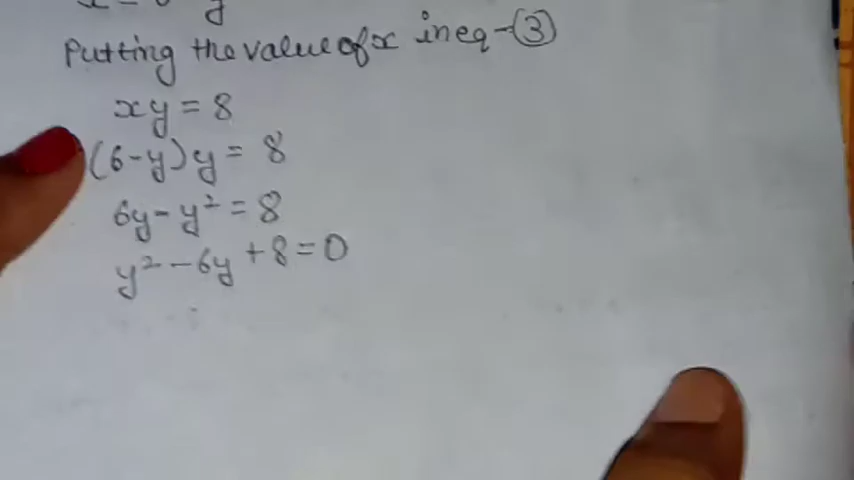 Putting the value of x in eq-③
xy = 8
(6-y)y = 8
6y - y² = 8
y² - 6y + 8 = 0